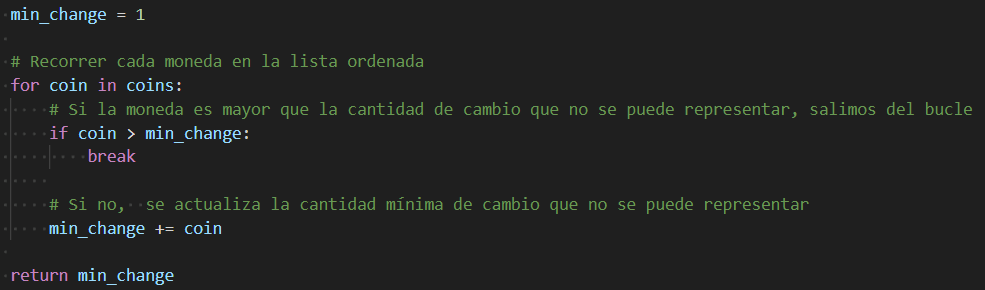 min_change = 1
# Recorrer cada moneda en la lista ordenada
for coin in coins:
# Si la moneda es mayor que la cantidad de cambio que no se puede representar, salimos del bucle
if coin > min_change:
break
# Si no,  se actualiza la cantidad mínima de cambio que no se puede representar
min_change += coin
return min_change